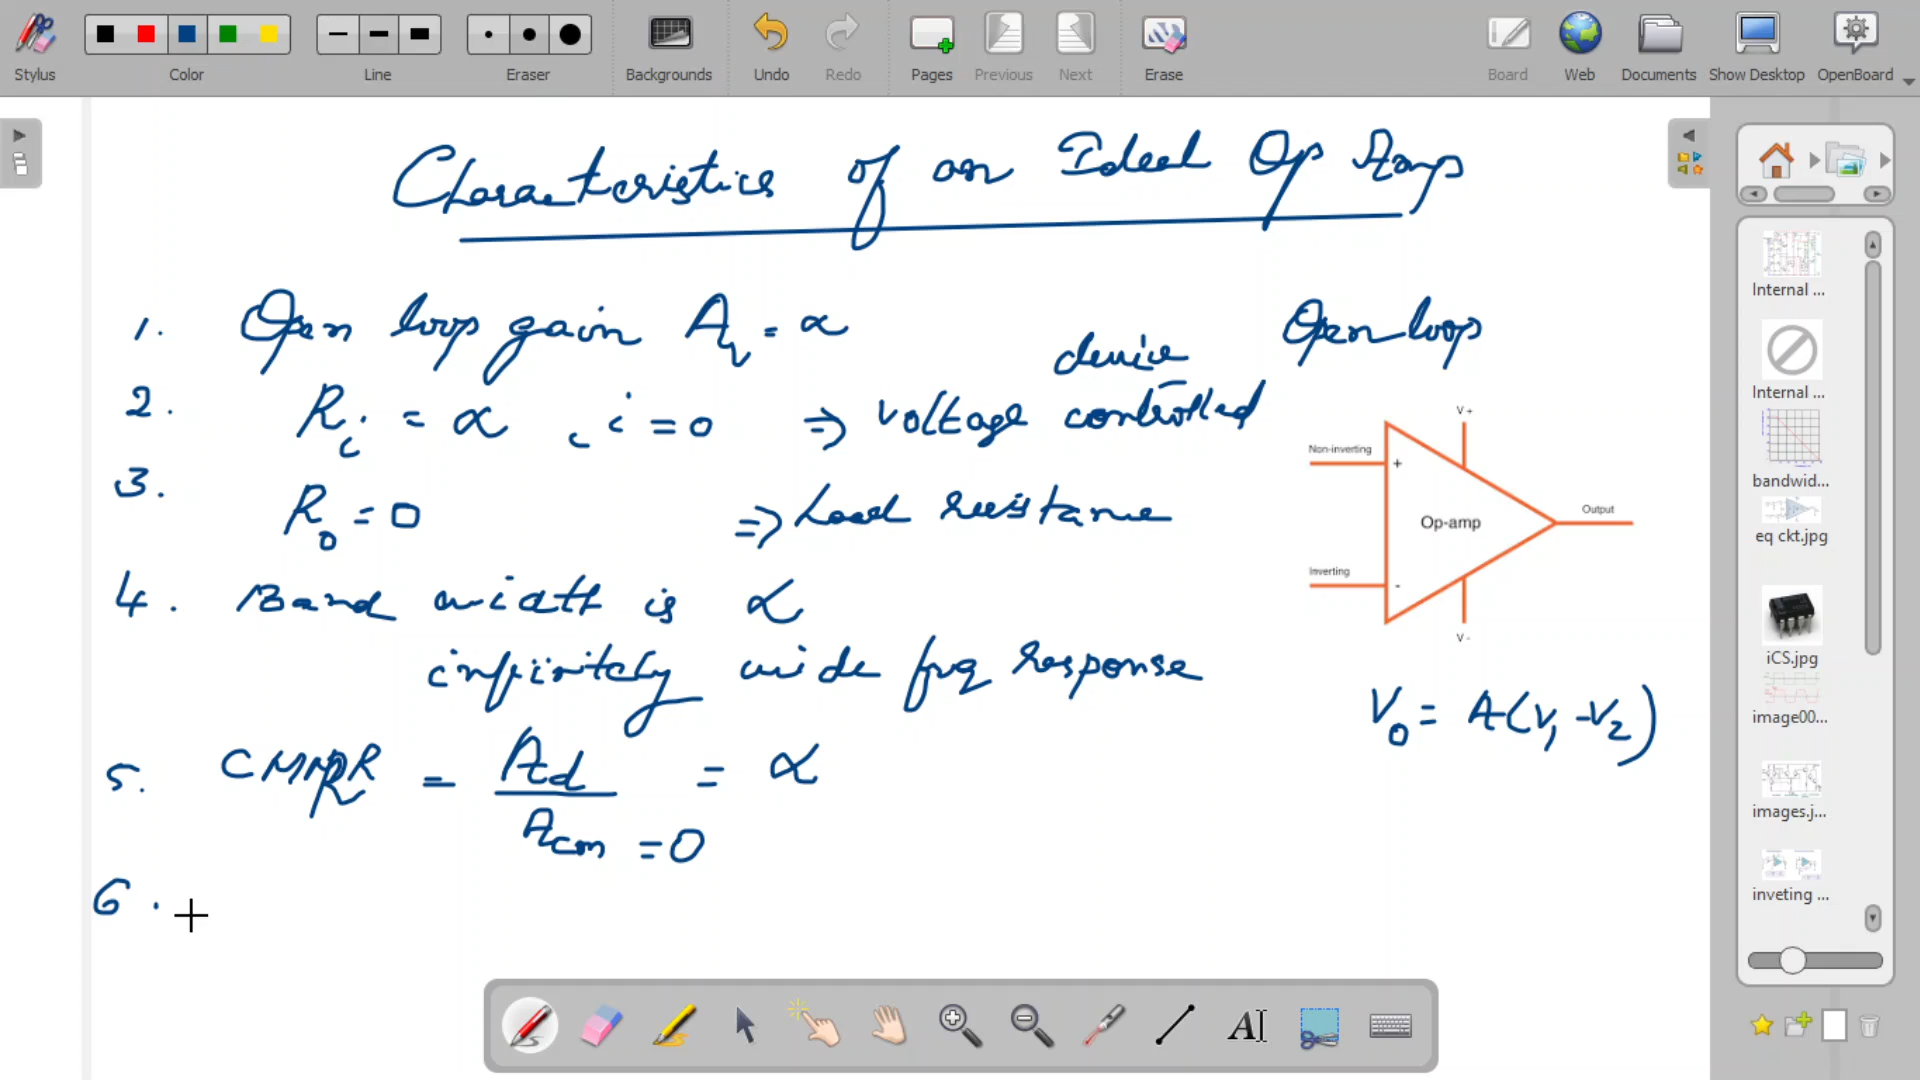 Stylus Color Line Eraser Backgrounds Undo Redo Pages Previous Next Erase Board Web Documents Show Desktop OpenBoard
Characteristics of an Ideal Op Amp
1. Open loop gain Av = α
device
Open loop
2. Ri = α , i = 0 ⇒ voltage controlled
3. Ro = 0 ⇒ Load resistance
4. Band width is α
infinitely wide frq response
5. CMRR = Ad / Acm = 0 = α
6.
V +
Non-inverting
+
Op-amp
Output
Inverting
-
V -
Vo = A(V1 - V2)
Internal ...
Internal ...
bandwid...
eq ckt.jpg
iCS.jpg
image00...
images.j...
inveting ...
AI